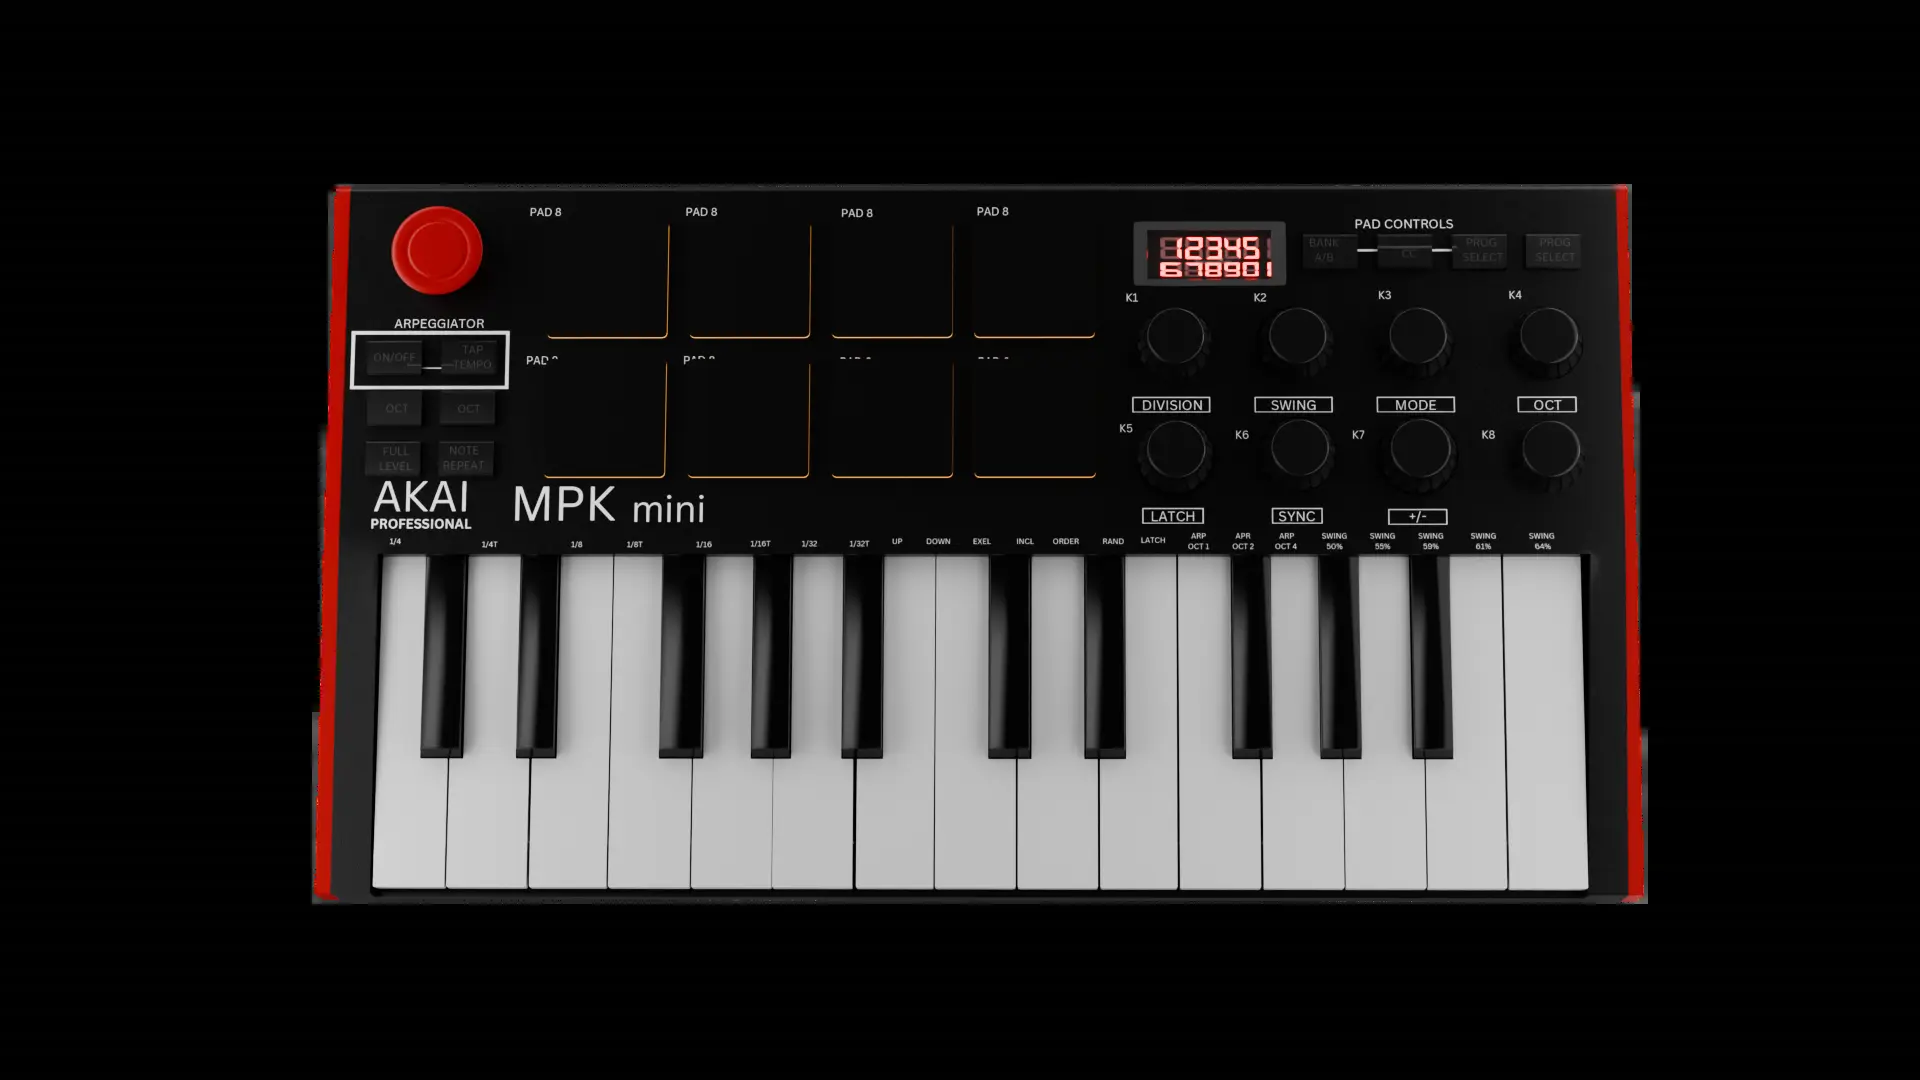 PAD 8 PAD 8 PAD 8 PAD 8
12345
678901
PAD CONTROLS
BANK
A/B
CC
PROG
SELECT
PROG
SELECT
K1 K2 K3 K4
ARPEGGIATOR
ON/OFF
TAP
TEMPO
OCT OCT
FULL
LEVEL
NOTE
REPEAT
DIVISION SWING MODE OCT
K5 K6 K7 K8
AKAI
PROFESSIONAL
MPK mini
LATCH SYNC +/-
1/4 1/4T 1/8 1/8T 1/16 1/16T 1/32 1/32T UP DOWN EXEL INCL ORDER RAND LATCH
ARP
OCT 1
APR
OCT 2
ARP
OCT 4
SWING
50%
SWING
55%
SWING
59%
SWING
61%
SWING
64%